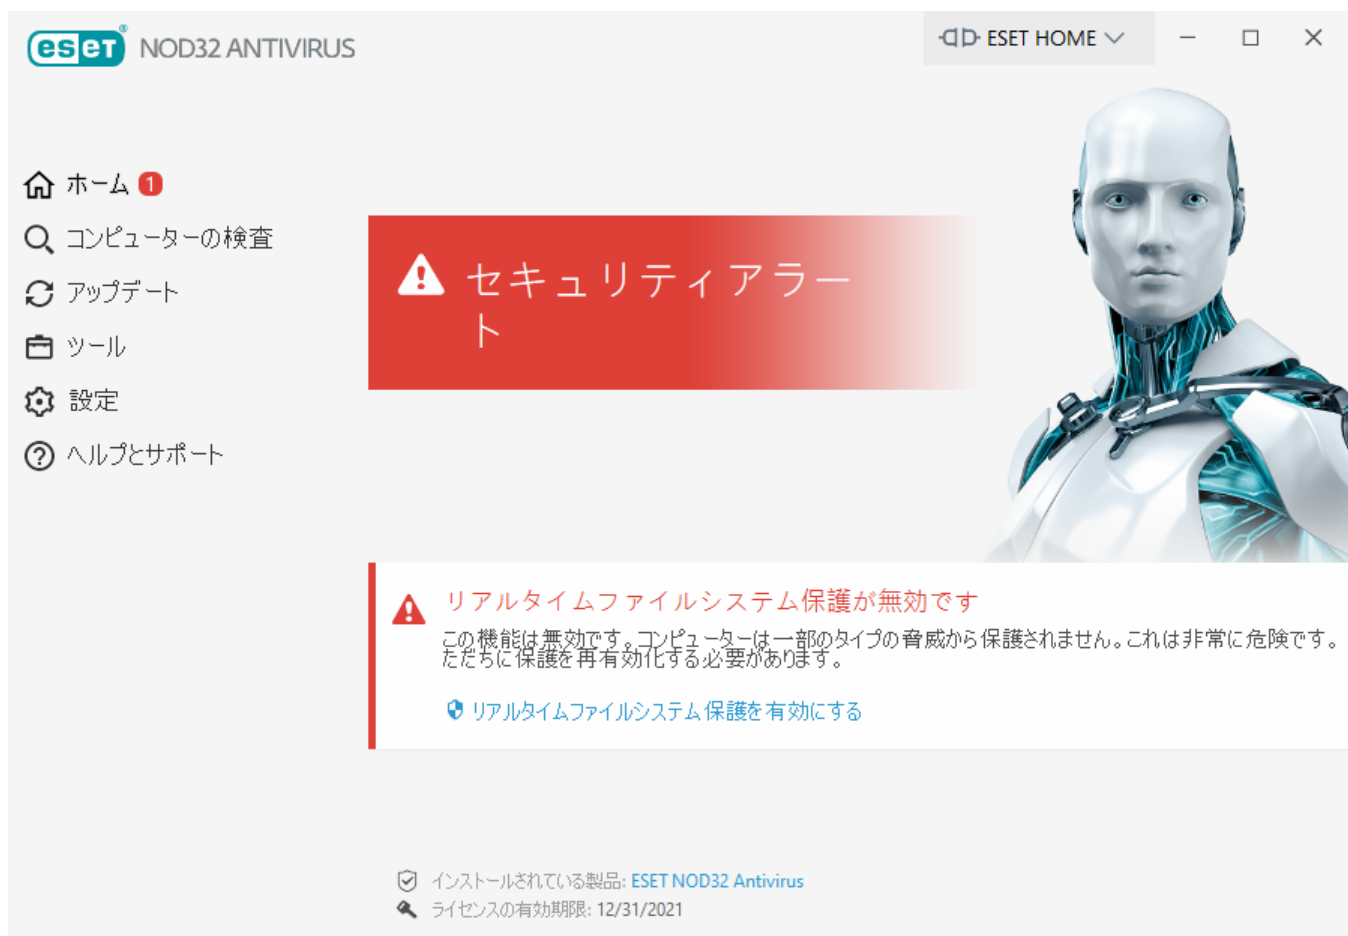 eset® NOD32 ANTIVIRUS
ESET HOME
ホーム 1
コンピューターの検査
アップデート
ツール
設定
ヘルプとサポート
セキュリティアラー
ト
リアルタイムファイルシステム保護が無効です
この機能は無効です。コンピューターは一部のタイプの脅威から保護されません。これは非常に危険です。
ただちに保護を再有効化する必要があります。
リアルタイムファイルシステム保護を有効にする
インストールされている製品: ESET NOD32 Antivirus
ライセンスの有効期限: 12/31/2021